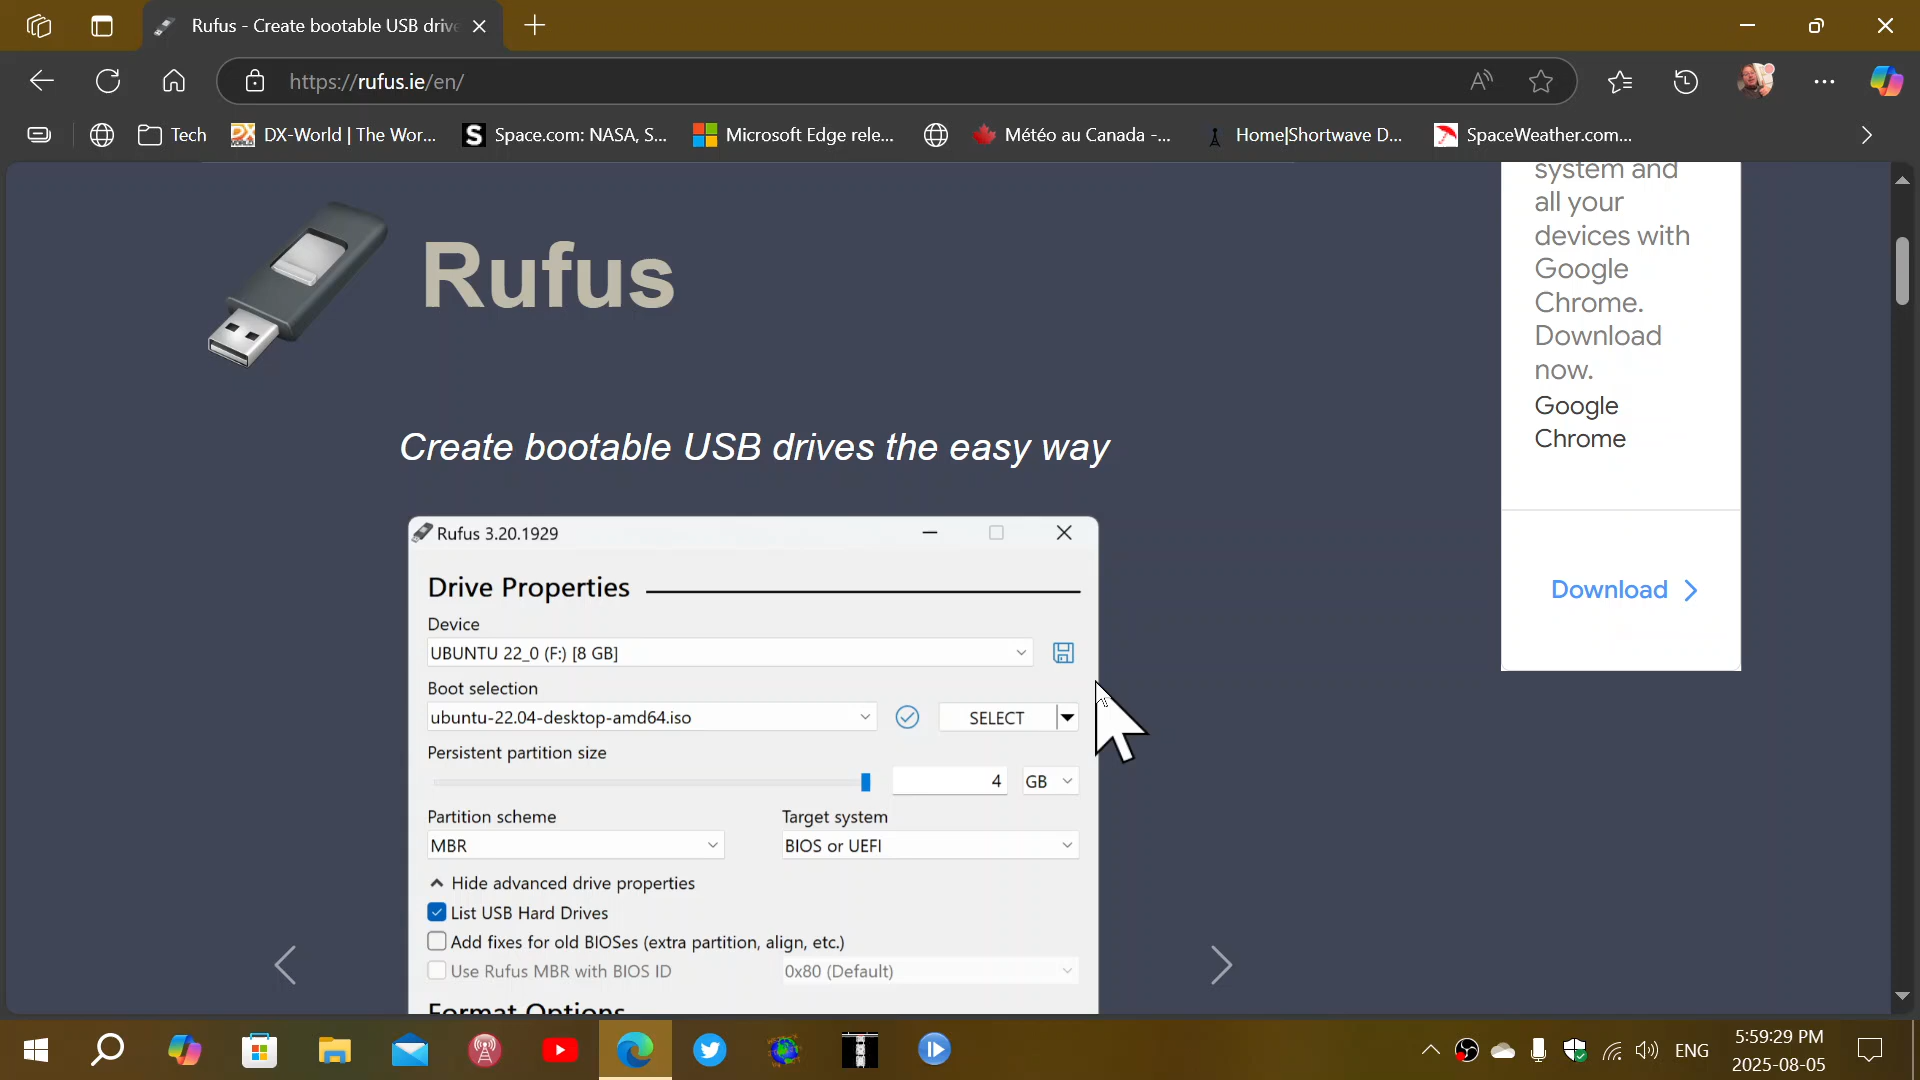 Rufus - Create bootable USB drive
https://rufus.ie/en/
Tech
DX-World | The Wor...
Space.com: NASA, S...
Microsoft Edge rele...
Météo au Canada -...
Home|Shortwave D...
SpaceWeather.com...
Rufus
Create bootable USB drives the easy way
Rufus 3.20.1929
Drive Properties
Device
UBUNTU 22_0 (F:) [8 GB]
Boot selection
ubuntu-22.04-desktop-amd64.iso
SELECT
Persistent partition size
4
GB
Partition scheme
Target system
MBR
BIOS or UEFI
Hide advanced drive properties
List USB Hard Drives
Add fixes for old BIOSes (extra partition, align, etc.)
Use Rufus MBR with BIOS ID
0x80 (Default)
Format Options
system and
all your
devices with
Google
Chrome.
Download
now.
Google
Chrome
Download
ENG
5:59:29 PM
2025-08-05